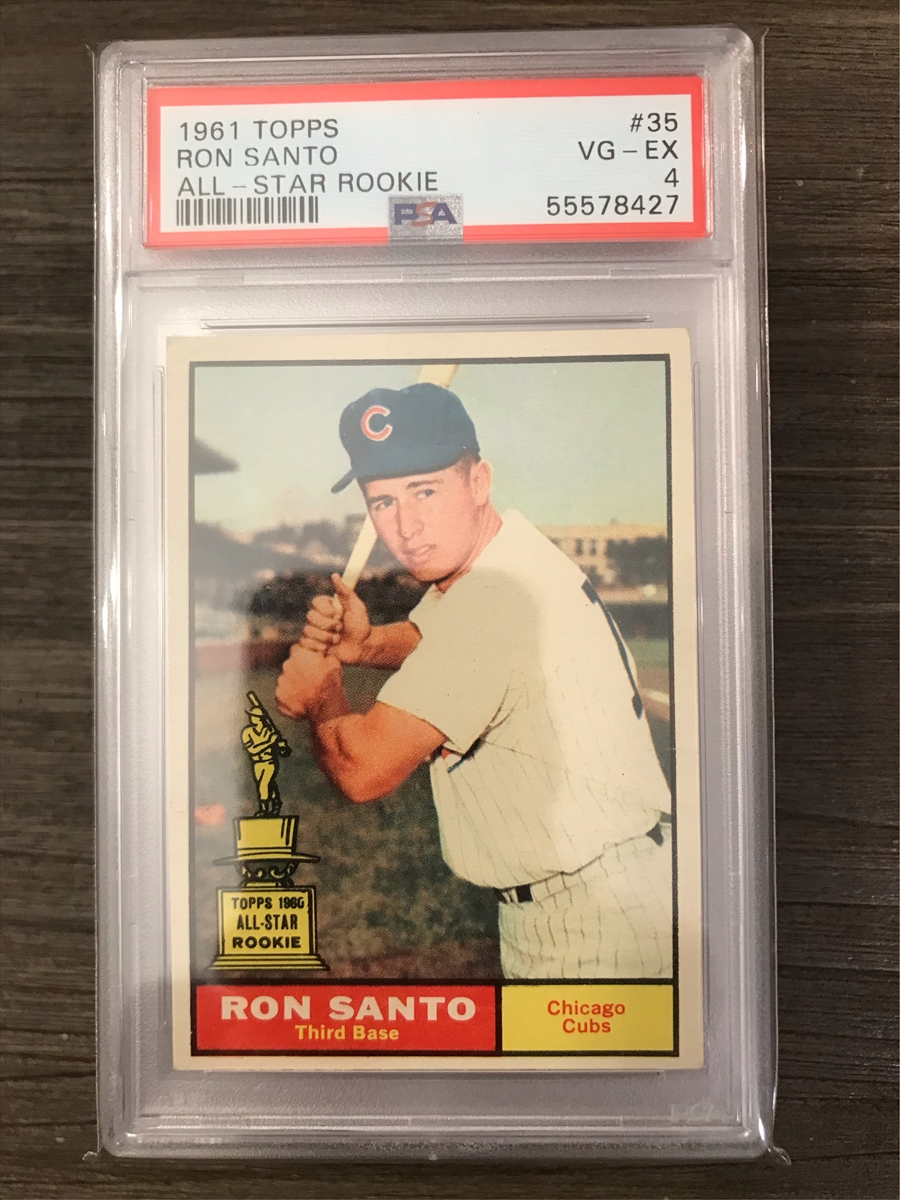 1961 TOPPS #35
RON SANTO VG - EX
ALL - STAR ROOKIE 4
PSA 55578427
C
TOPPS 1960
ALL-STAR
ROOKIE
RON SANTO
Third Base
Chicago
Cubs